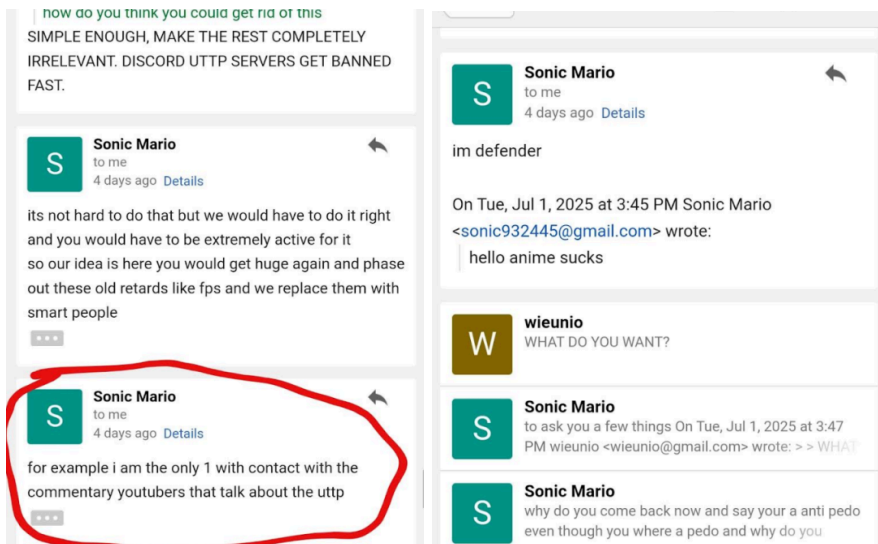 how do you think you could get rid of this
SIMPLE ENOUGH, MAKE THE REST COMPLETELY
IRRELEVANT. DISCORD UTTP SERVERS GET BANNED
FAST.
S
Sonic Mario
to me
4 days ago Details
its not hard to do that but we would have to do it right
and you would have to be extremely active for it
so our idea is here you would get huge again and phase
out these old retards like fps and we replace them with
smart people
S
Sonic Mario
to me
4 days ago Details
for example i am the only 1 with contact with the
commentary youtubers that talk about the uttp
S
Sonic Mario
to me
4 days ago Details
im defender
On Tue, Jul 1, 2025 at 3:45 PM Sonic Mario
<sonic932445@gmail.com> wrote:
hello anime sucks
W
wieunio
WHAT DO YOU WANT?
S
Sonic Mario
to ask you a few things On Tue, Jul 1, 2025 at 3:47
PM wieunio <wieunio@gmail.com> wrote: > > WHAT
S
Sonic Mario
why do you come back now and say your a anti pedo
even though you where a pedo and why do you